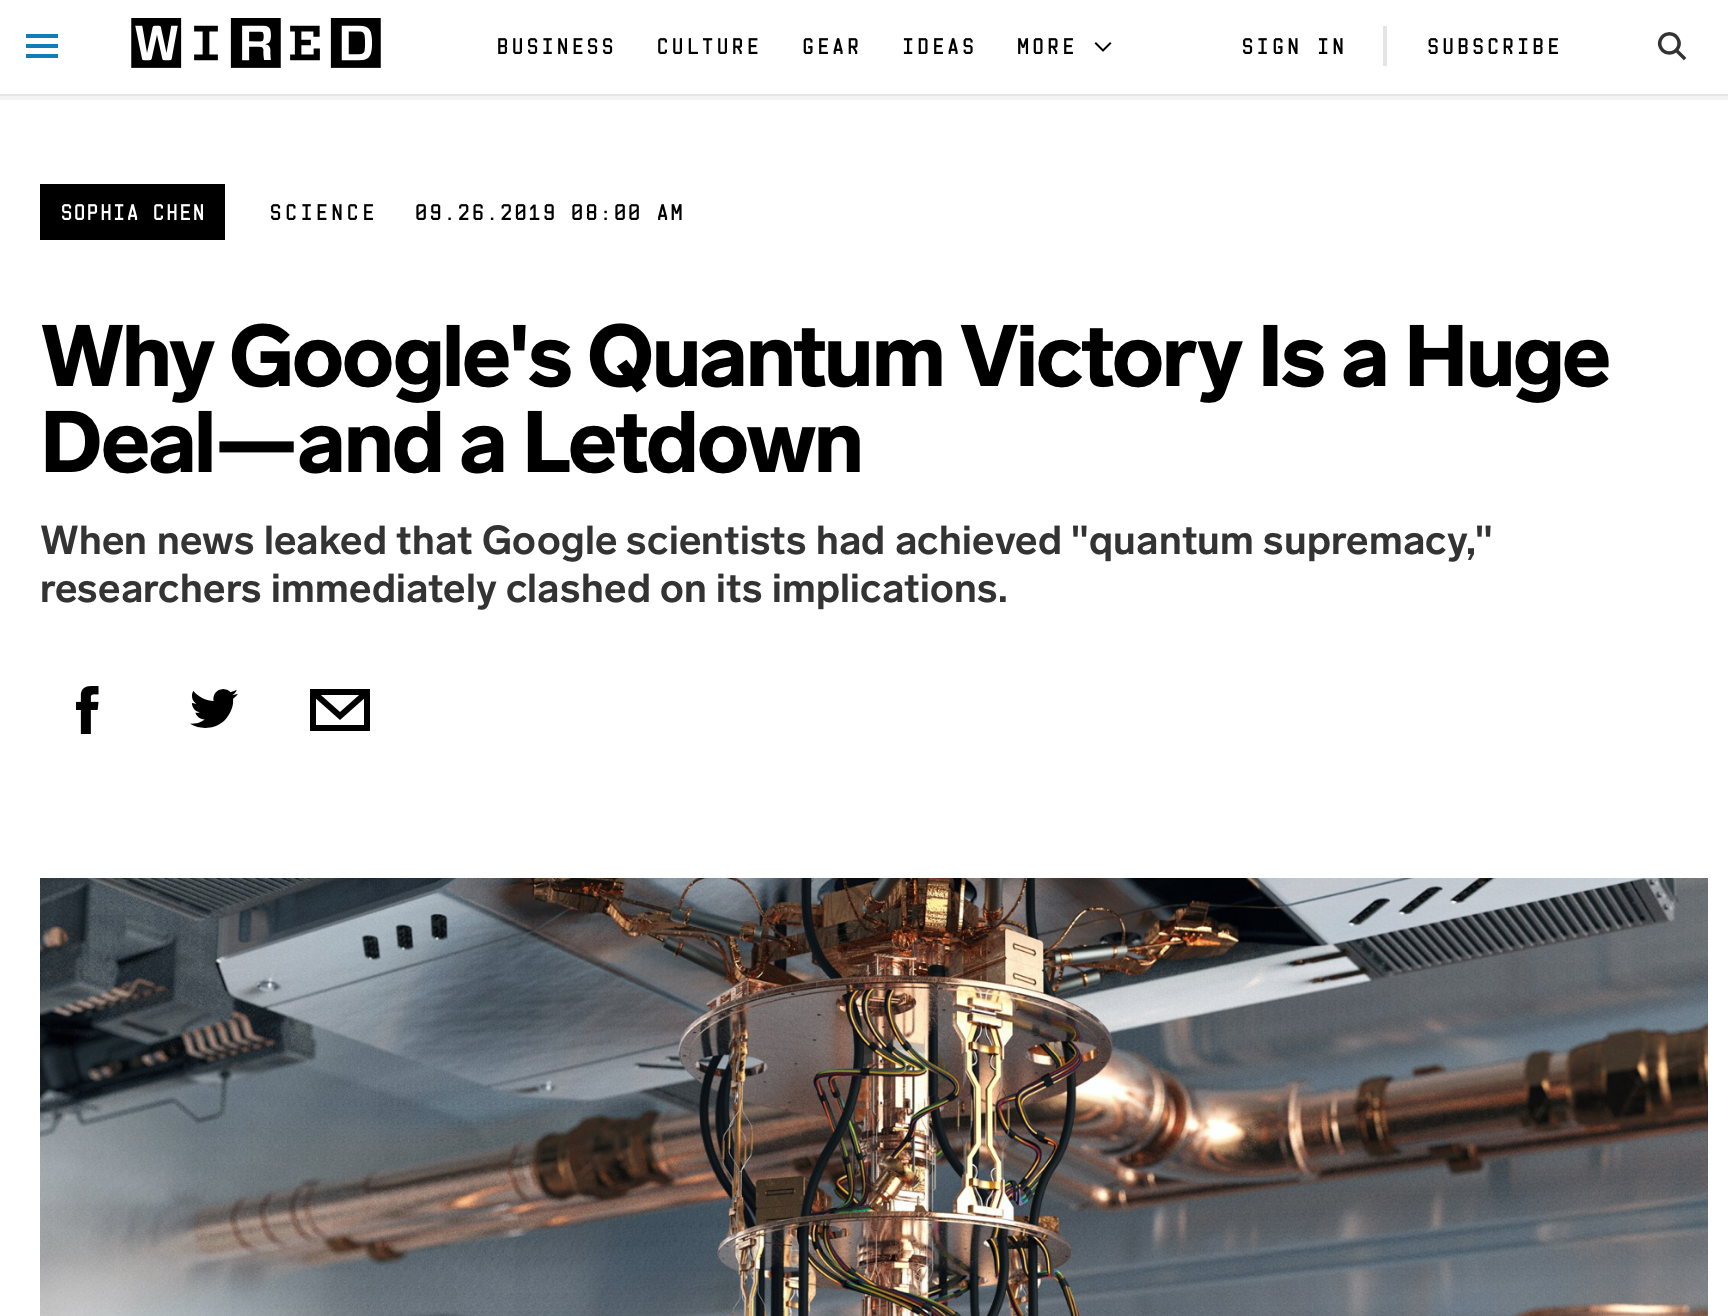 WIRED BUSINESS CULTURE GEAR IDEAS MORE SIGN IN SUBSCRIBE
SOPHIA CHEN SCIENCE 09.26.2019 08:00 AM
Why Google's Quantum Victory Is a Huge
Deal—and a Letdown
When news leaked that Google scientists had achieved "quantum supremacy,"
researchers immediately clashed on its implications.